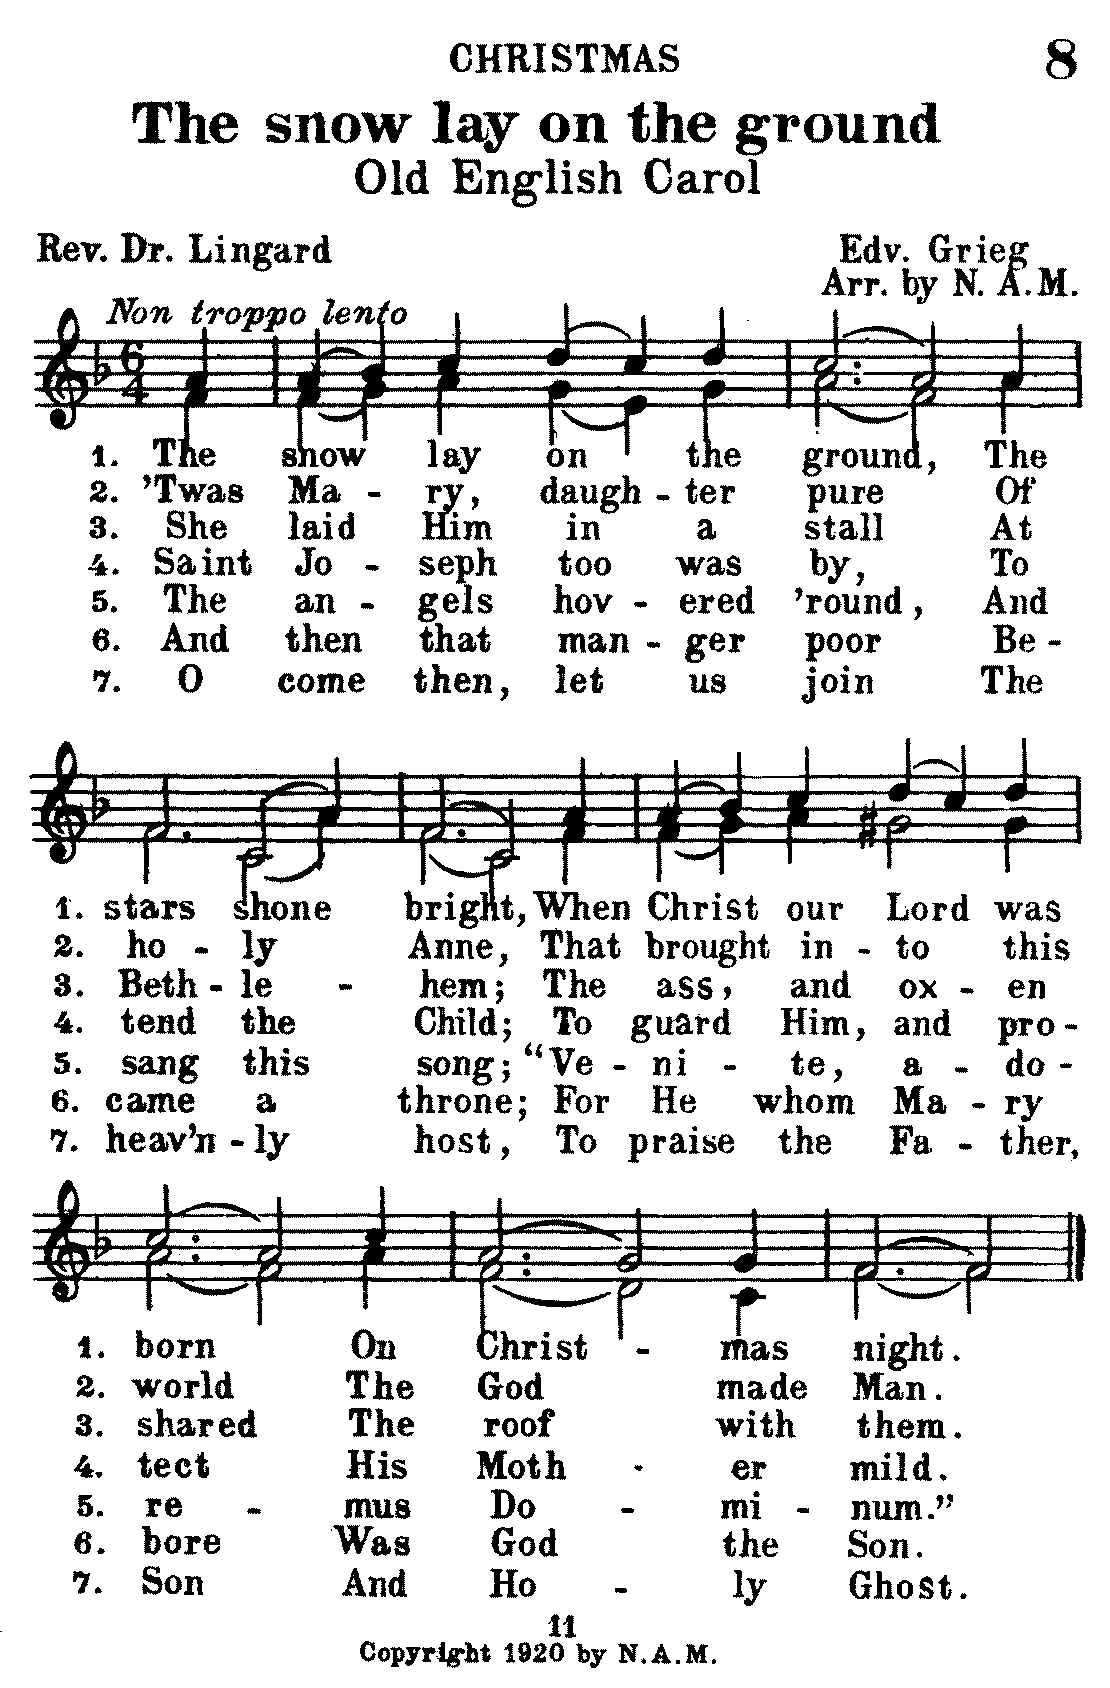 CHRISTMAS 8
The snow lay on the ground
Old English Carol
Rev. Dr. Lingard Edv. Grieg
Arr. by N. A. M.
Non troppo lento
6
4
1. The snow lay on the ground, The
2. 'Twas Ma - ry, daugh - ter pure Of
3. She laid Him in a stall At
4. Saint Jo - seph too was by, To
5. The an - gels hov - ered 'round, And
6. And then that man - ger poor Be -
7. O come then, let us join The
1. stars shone bright, When Christ our Lord was
2. ho - ly Anne, That brought in - to this
3. Beth - le - hem; The ass, and ox - en
4. tend the Child; To guard Him, and pro -
5. sang this song; “Ve - ni - te, a - do -
6. came a throne; For He whom Ma - ry
7. heav'n - ly host, To praise the Fa - ther,
1. born On Christ - mas night.
2. world The God made Man.
3. shared The roof with them.
4. tect His Moth - er mild.
5. re - mus Do - mi - num.”
6. bore Was God the Son.
7. Son And Ho - ly Ghost.
11
Copyright 1920 by N. A. M.